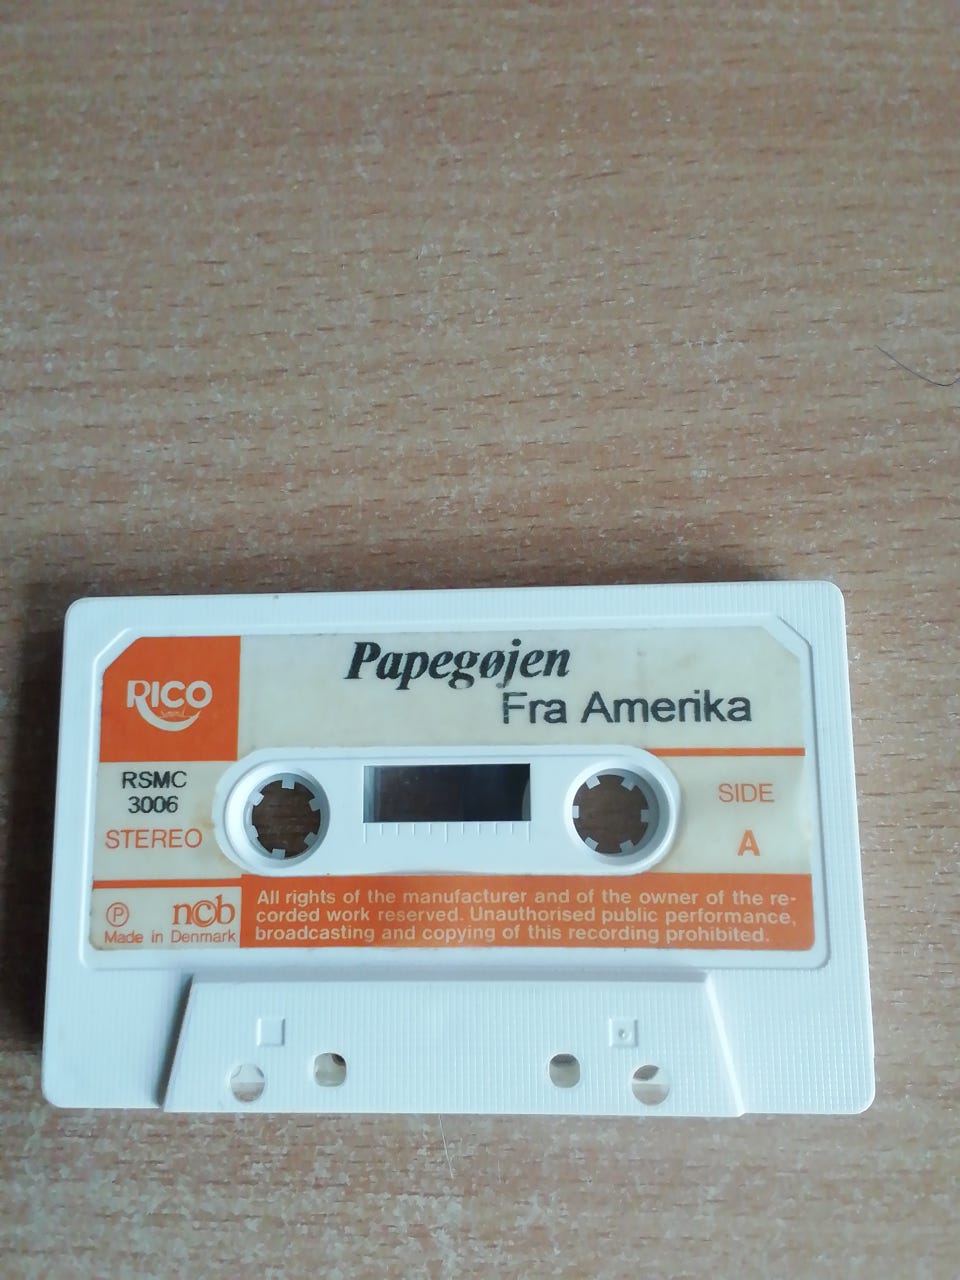 Papegøjen
Fra Amerika
RICO
Sound
RSMC
3006
STEREO
SIDE
A
Ⓟ ncb
Made in Denmark
All rights of the manufacturer and of the owner of the re-
corded work reserved. Unauthorised public performance,
broadcasting and copying of this recording prohibited.